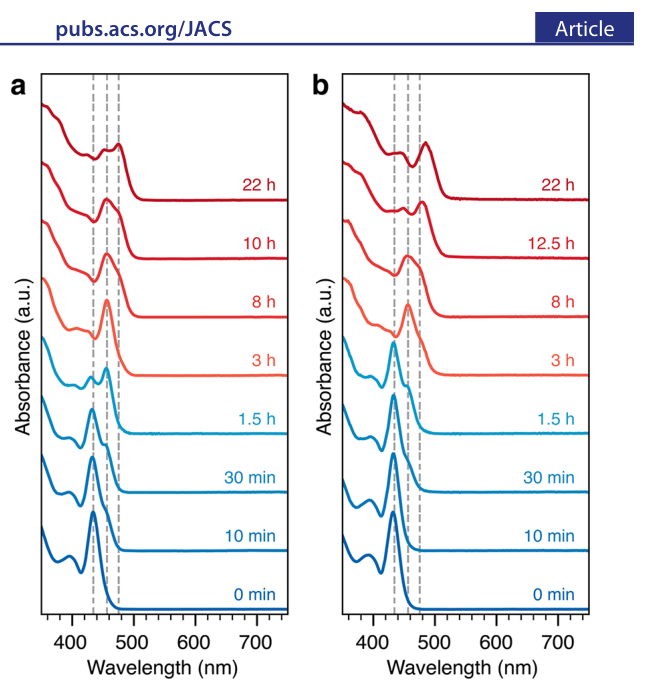 pubs.acs.org/JACS
Article
a
b
22 h
10 h
8 h
3 h
1.5 h
30 min
10 min
0 min
Absorbance (a.u.)
400 500 600 700
Wavelength (nm)
22 h
12.5 h
8 h
3 h
1.5 h
30 min
10 min
0 min
Absorbance (a.u.)
400 500 600 700
Wavelength (nm)